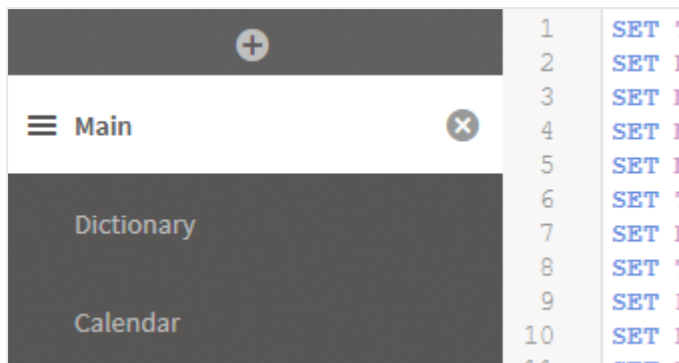 Main
Dictionary
Calendar
1 SET
2 SET
3 SET
4 SET
5 SET
6 SET
7 SET
8 SET
9 SET
10 SET